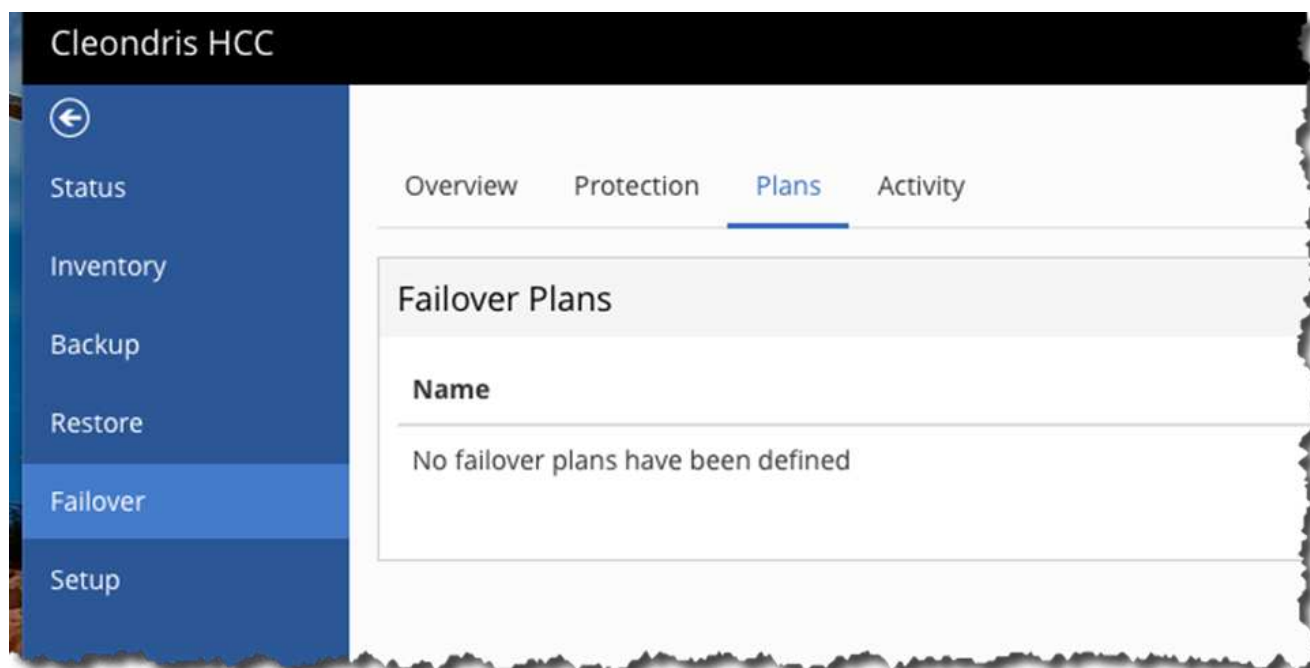 Cleondris HCC
Status
Inventory
Backup
Restore
Failover
Setup
Overview Protection Plans Activity
Failover Plans
Name
No failover plans have been defined